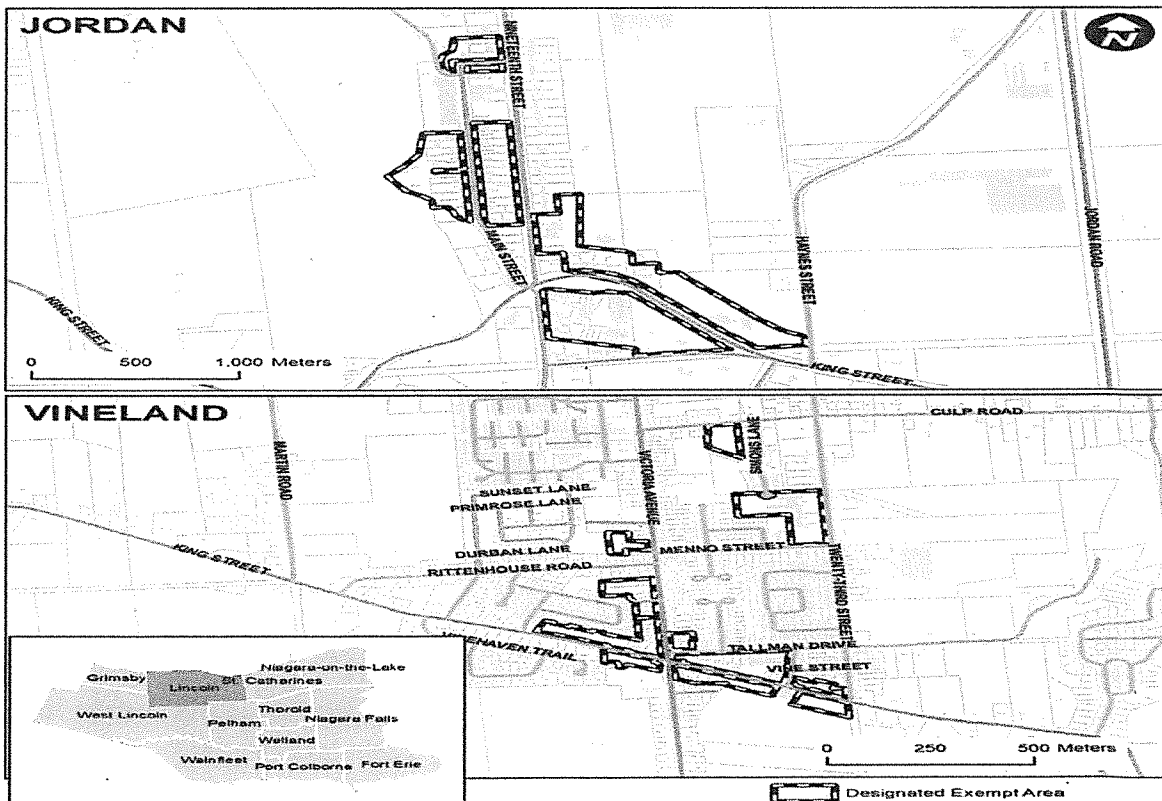 JORDAN
N
NINETEENTH STREET
MAIN STREET
HAYNES STREET
JORDAN ROAD
KING STREET
0 500 1,000 Meters
KING STREET
VINELAND
CULP ROAD
MARTIN ROAD
VICTORIA AVENUE
SIMONS LANE
SUNSET LANE
PRIMROSE LANE
KING STREET
DURBAN LANE
MENNO STREET
RITTENHOUSE ROAD
TWENTY-THIRD STREET
TALLMAN DRIVE
VINE STREET
Niagara-on-the-Lake
Grimsby
Lincoln
St. Catharines
West Lincoln
Thorold
Pelham
Niagara Falls
Welland
Wainfleet
Port Colborne
Fort Erie
0 250 500 Meters
Designated Exempt Area